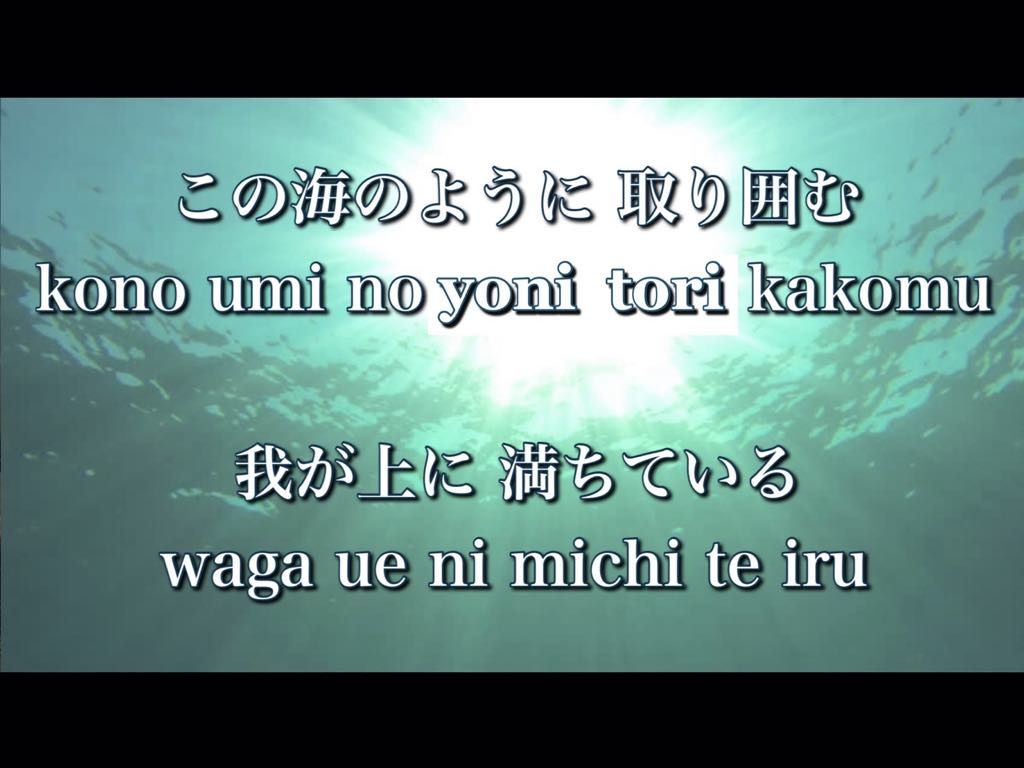 この海のように 取り囲む
kono umi no yoni tori kakomu
我が上に 満ちている
waga ue ni michi te iru